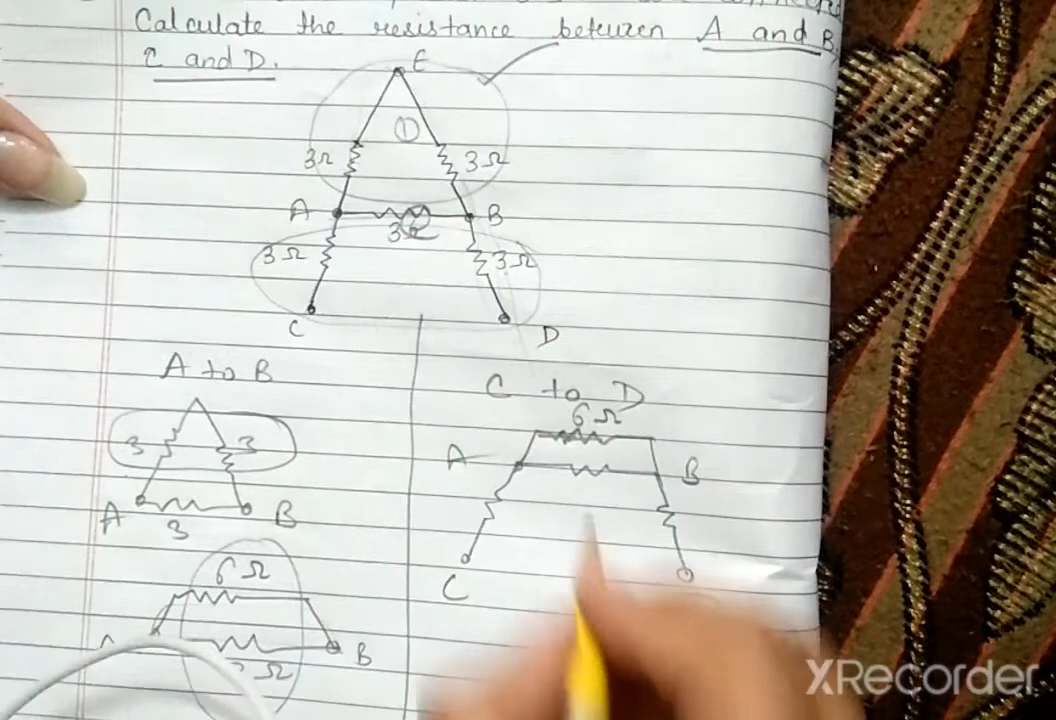 Calculate the resistance between A and B,
C and D.
E
①
3Ω 3Ω
A B
3Ω 3Ω
C D
A to B
3 3
A B
3
6Ω
B
Ω
C to D
6Ω
A B
C
XRecorder